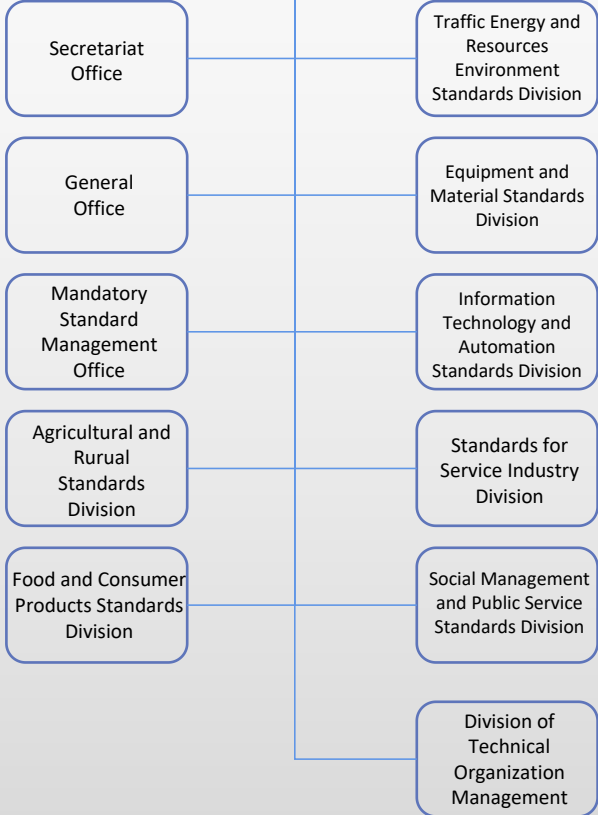 Secretariat
Office
Traffic Energy and
Resources
Environment
Standards Division
General
Office
Equipment and
Material Standards
Division
Mandatory
Standard
Management
Office
Information
Technology and
Automation
Standards Division
Agricultural and
Rurual
Standards
Division
Standards for
Service Industry
Division
Food and Consumer
Products Standards
Division
Social Management
and Public Service
Standards Division
Division of
Technical
Organization
Management